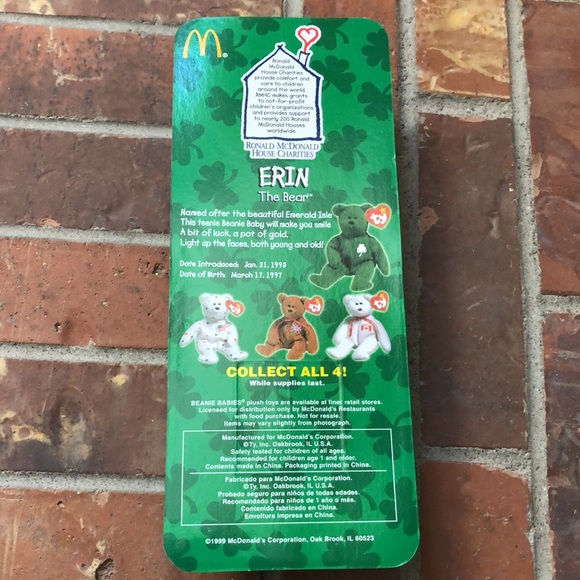 Ronald
McDonald
House Charities
provide comfort and
care to children
around the world.
RMHC makes grants
to not-for-profit
children's organizations
and provides support
to nearly 200 Ronald
McDonald Houses
worldwide.
RONALD MCDONALD
HOUSE CHARITIES
ERIN
The Bear™
Named after the beautiful Emerald Isle
This teenie Beanie Baby will make you smile
A bit of luck, a pot of gold.
Light up the faces, both young and old!
Date Introduced: Jan. 31, 1998
Date of Birth: March 17, 1997
ty
ty
ty
ty
COLLECT ALL 4!
While supplies last.
BEANIE BABIES® plush toys are available at finer retail stores.
Licensed for distribution only by McDonald's Restaurants
with food purchase. Not for resale.
Items may vary slightly from photograph.
Manufactured for McDonald's Corporation.
©Ty, Inc. Oakbrook, IL U.S.A.
Safety tested for children of all ages.
Recommended for children age 1 and older.
Contents made in China. Packaging printed in China.
Fabricado para McDonald's Corporation.
©Ty, Inc. Oakbrook, IL U.S.A.
Probado seguro para niños de todas edades.
Recomendado para niños de 1 año o más.
Contenido fabricado en China.
Envoltura impresa en China.
©1999 McDonald's Corporation, Oak Brook, IL 60523